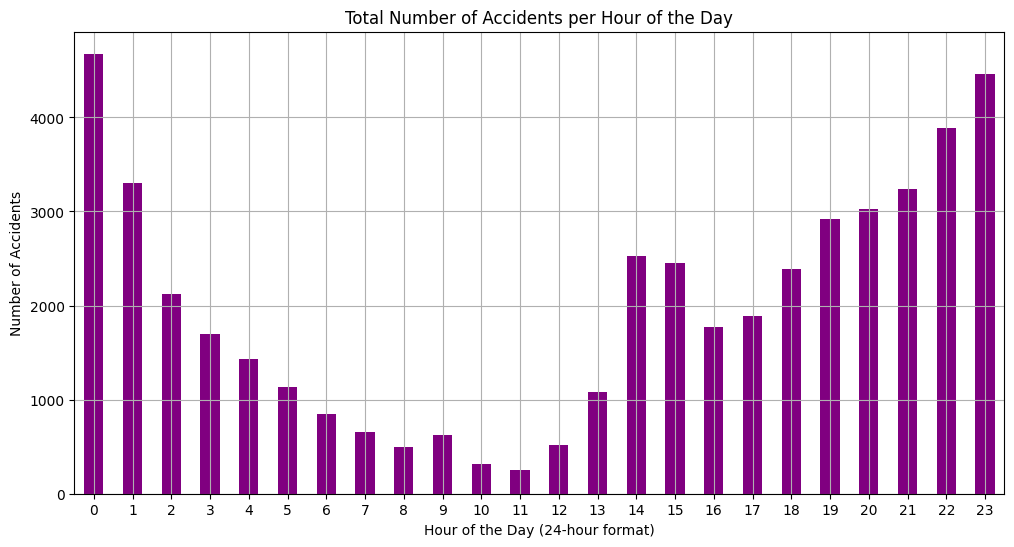 Total Number of Accidents per Hour of the Day
Number of Accidents
4000
3000
2000
1000
0
0 1 2 3 4 5 6 7 8 9 10 11 12 13 14 15 16 17 18 19 20 21 22 23
Hour of the Day (24-hour format)